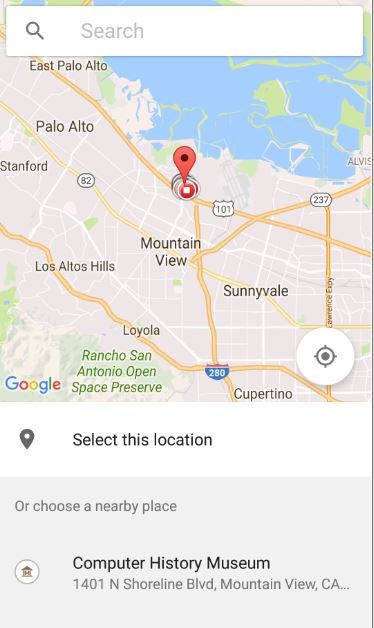 Search
East Palo Alto
Palo Alto
Stanford
82
ALVIS
237
101
Mountain
View
Los Altos Hills
Sunnyvale
Lawrence Expy
Loyola
Rancho San
Antonio Open
Space Preserve
Google
280
Cupertino
Select this location
Or choose a nearby place
Computer History Museum
1401 N Shoreline Blvd, Mountain View, CA...